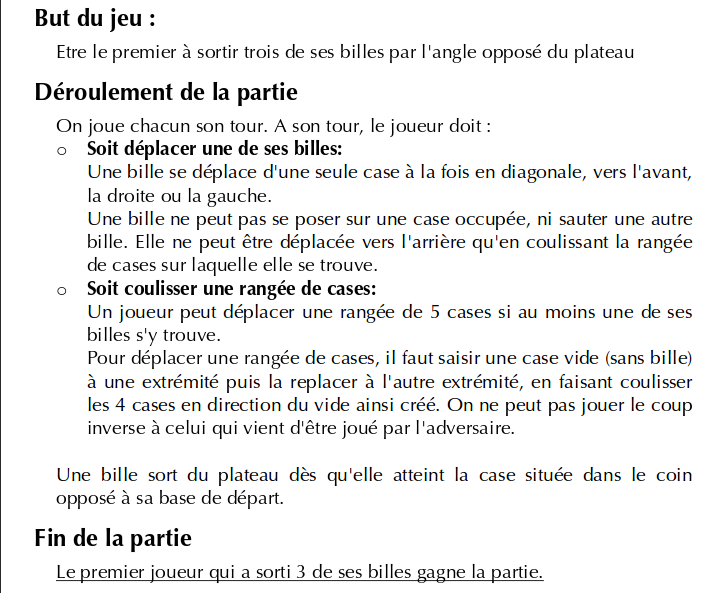 But du jeu :
Etre le premier à sortir trois de ses billes par l'angle opposé du plateau
Déroulement de la partie
On joue chacun son tour. A son tour, le joueur doit :
o Soit déplacer une de ses billes:
Une bille se déplace d'une seule case à la fois en diagonale, vers l'avant,
la droite ou la gauche.
Une bille ne peut pas se poser sur une case occupée, ni sauter une autre
bille. Elle ne peut être déplacée vers l'arrière qu'en coulissant la rangée
de cases sur laquelle elle se trouve.
o Soit coulisser une rangée de cases:
Un joueur peut déplacer une rangée de 5 cases si au moins une de ses
billes s'y trouve.
Pour déplacer une rangée de cases, il faut saisir une case vide (sans bille)
à une extrémité puis la replacer à l'autre extrémité, en faisant coulisser
les 4 cases en direction du vide ainsi créé. On ne peut pas jouer le coup
inverse à celui qui vient d'être joué par l'adversaire.
Une bille sort du plateau dès qu'elle atteint la case située dans le coin
opposé à sa base de départ.
Fin de la partie
Le premier joueur qui a sorti 3 de ses billes gagne la partie.